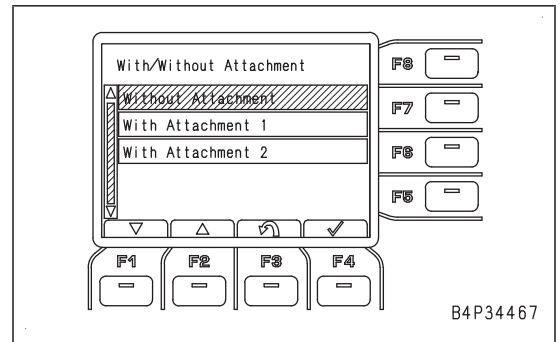 With/Without Attachment
Without Attachment
With Attachment 1
With Attachment 2
F8
F7
F6
F5
F1 F2 F3 F4
B4P34467